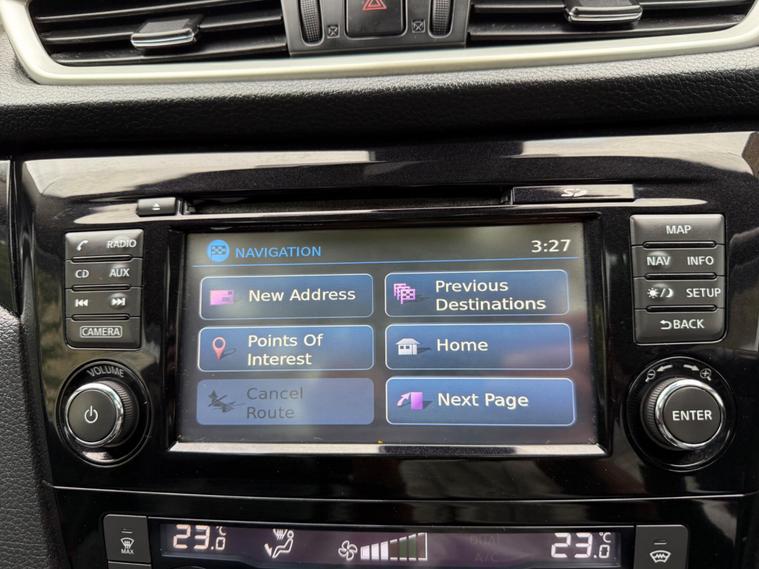 SD
RADIO
CD AUX
CAMERA
VOLUME
NAVIGATION 3:27
New Address
Previous
Destinations
Points Of
Interest
Home
Cancel
Route
Next Page
MAP
NAV INFO
SETUP
BACK
ENTER
MAX
23.0 °C
DUAL
A/C
23.0 °C